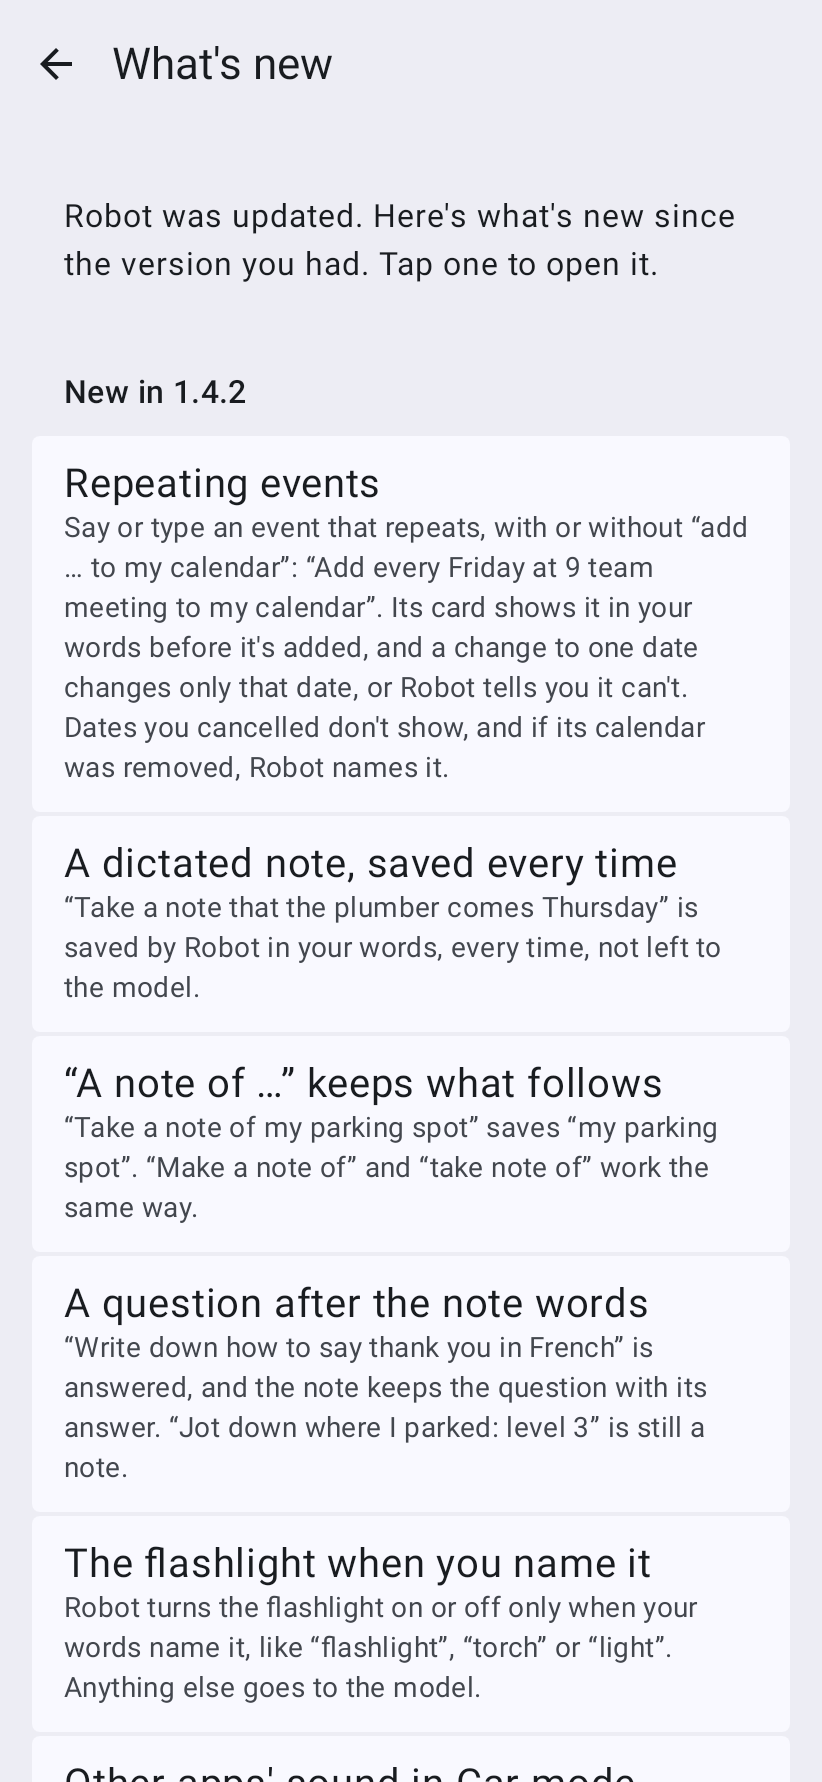 What's new
Robot was updated. Here's what's new since
the version you had. Tap one to open it.
New in 1.4.2
Repeating events
Say or type an event that repeats, with or without “add
… to my calendar”: “Add every Friday at 9 team
meeting to my calendar”. Its card shows it in your
words before it's added, and a change to one date
changes only that date, or Robot tells you it can't.
Dates you cancelled don't show, and if its calendar
was removed, Robot names it.
A dictated note, saved every time
“Take a note that the plumber comes Thursday” is
saved by Robot in your words, every time, not left to
the model.
“A note of …” keeps what follows
“Take a note of my parking spot” saves “my parking
spot”. “Make a note of” and “take note of” work the
same way.
A question after the note words
“Write down how to say thank you in French” is
answered, and the note keeps the question with its
answer. “Jot down where I parked: level 3” is still a
note.
The flashlight when you name it
Robot turns the flashlight on or off only when your
words name it, like “flashlight”, “torch” or “light”.
Anything else goes to the model.
Other apps' sound in Car mode